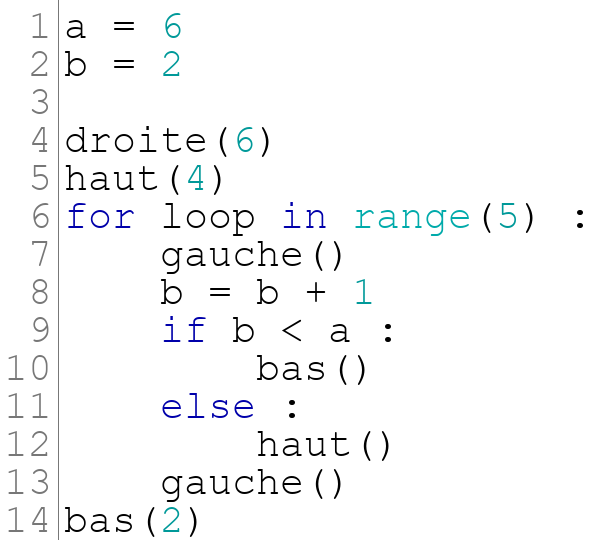 1 a = 6
2 b = 2
3
4 droite(6)
5 haut(4)
6 for loop in range(5) :
7     gauche()
8     b = b + 1
9     if b < a :
10         bas()
11     else :
12         haut()
13     gauche()
14 bas(2)